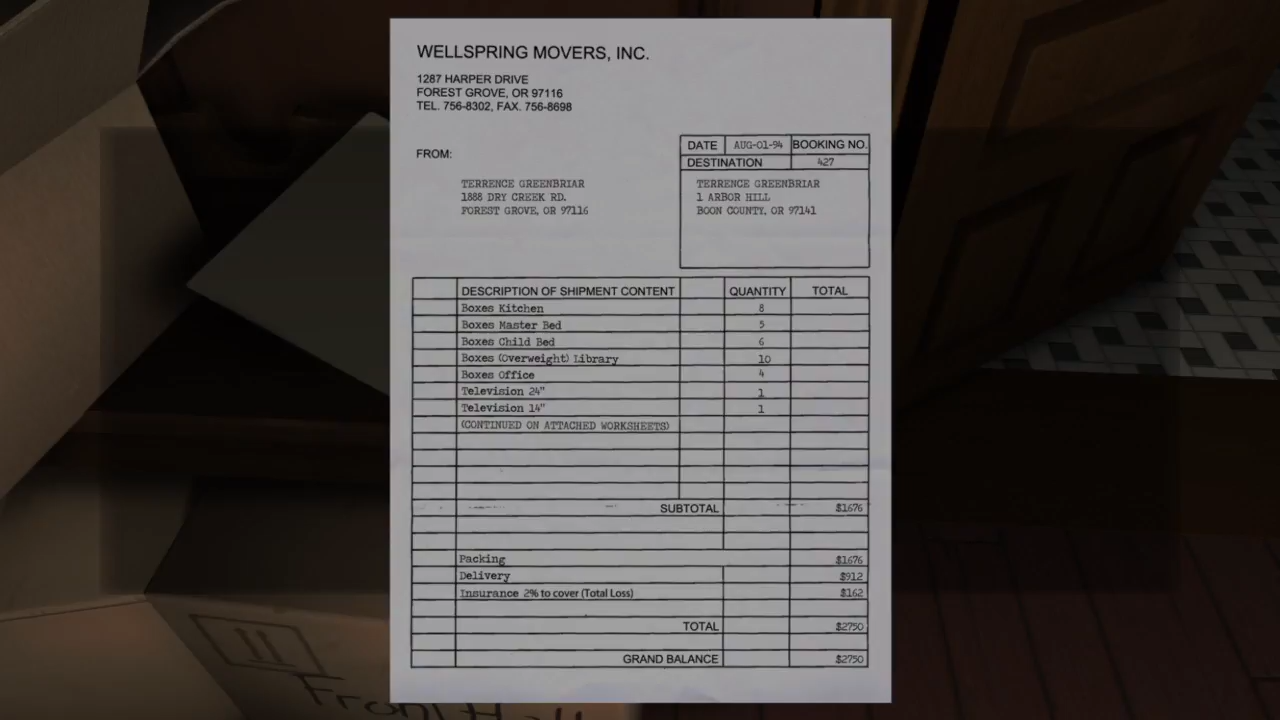 WELLSPRING MOVERS, INC.
1287 HARPER DRIVE
FOREST GROVE, OR 97116
TEL. 756-8302, FAX. 756-8698
DATE AUG-01-94 BOOKING NO.
FROM:
DESTINATION 427
TERRENCE GREENBRIAR
1888 DRY CREEK RD.
FOREST GROVE, OR 97116
TERRENCE GREENBRIAR
1 ARBOR HILL
BOON COUNTY, OR 97141
DESCRIPTION OF SHIPMENT CONTENT QUANTITY TOTAL
Boxes Kitchen 8
Boxes Master Bed 5
Boxes Child Bed 6
Boxes (Overweight) Library 10
Boxes Office 4
Television 24" 1
Television 14" 1
(CONTINUED ON ATTACHED WORKSHEETS)
SUBTOTAL $1676
Packing $1676
Delivery $912
Insurance 2% to cover (Total Loss) $162
TOTAL $2750
GRAND BALANCE $2750
Front Hall